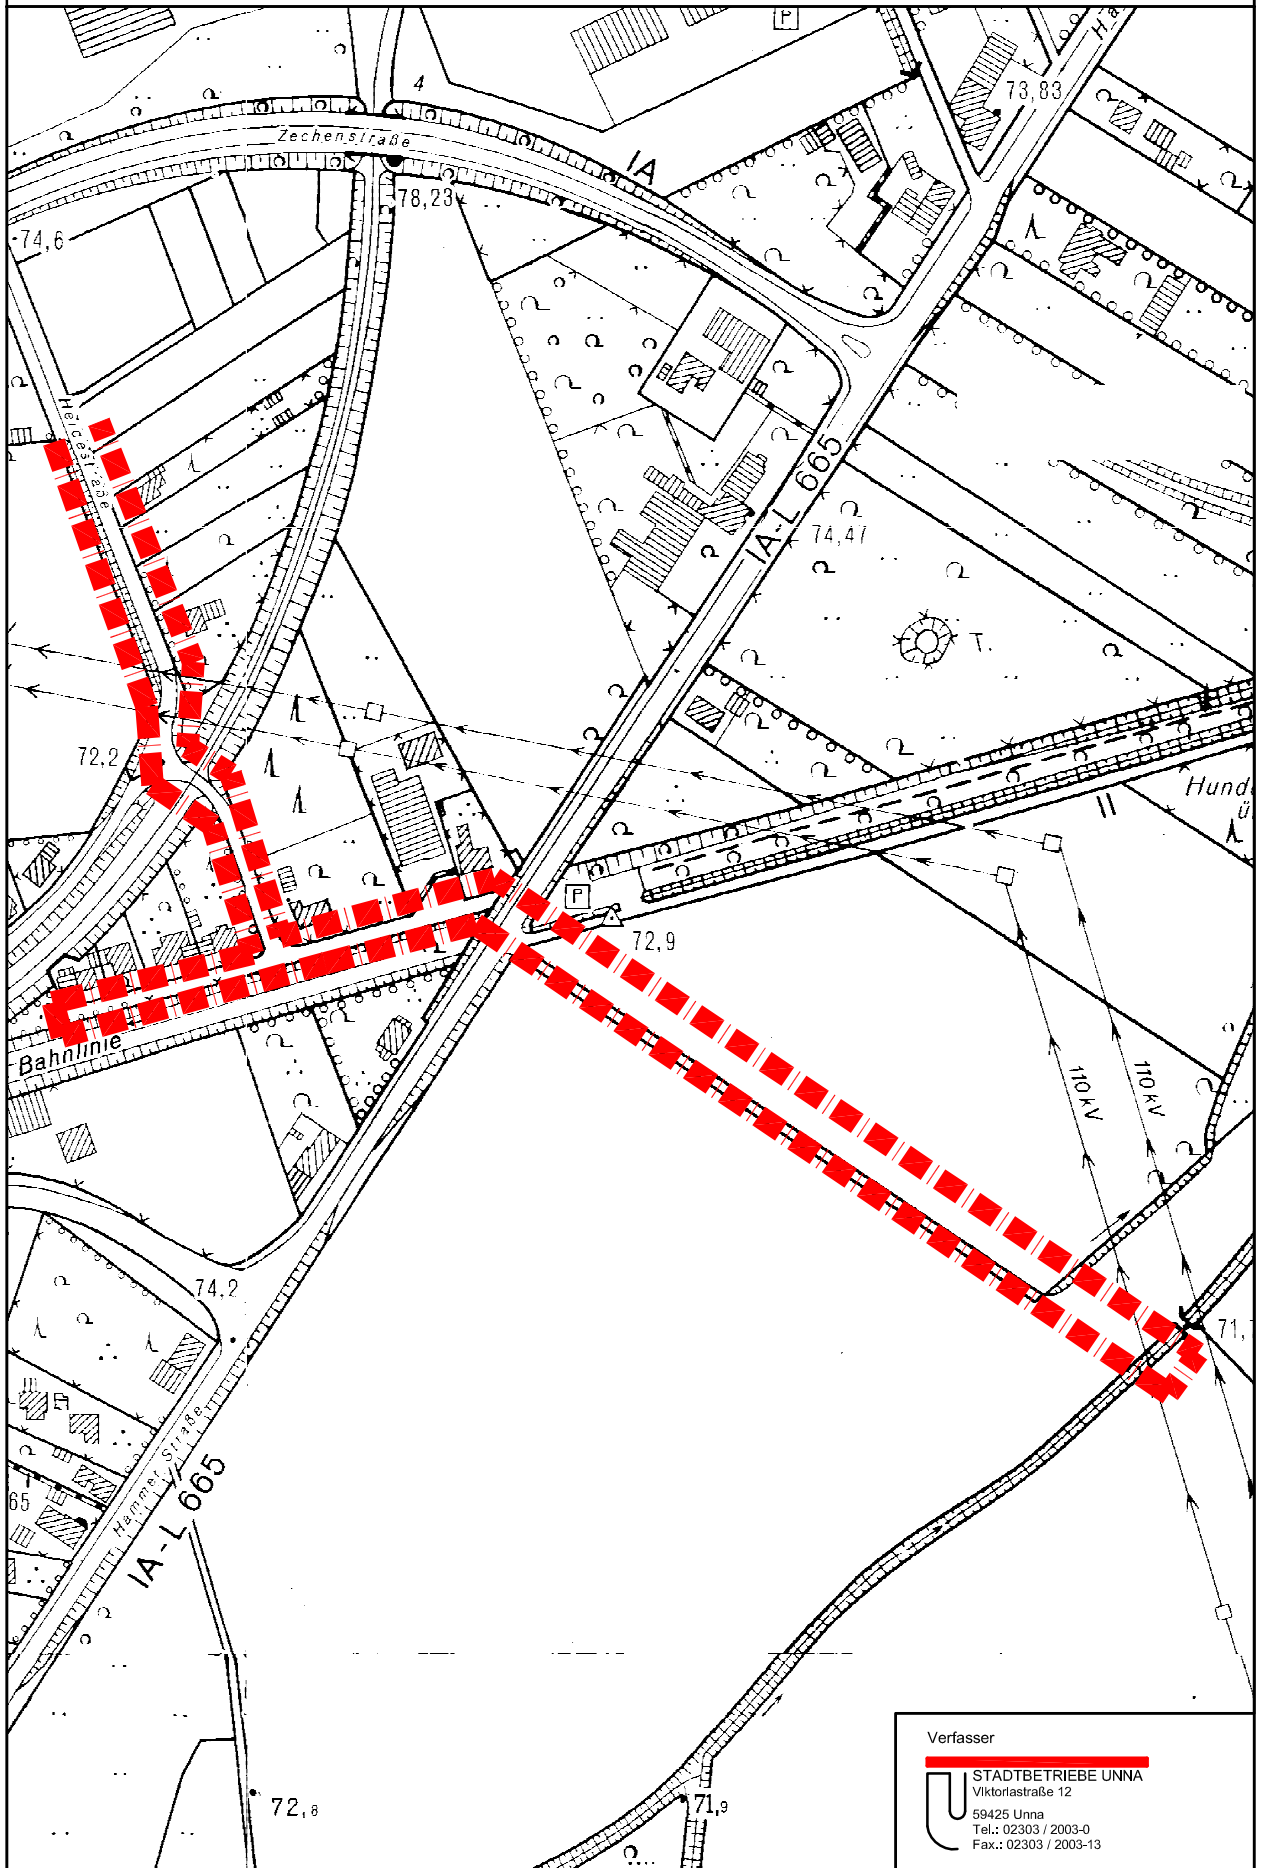 P
Ha
73,83
4
Zechenstraße
IA
78,23
74,6
Heidestraße
IA-L 665
74,47
T.
72,2
Hund
ü
II
P
72,9
Bahnlinie
110 kV
110 kV
74,2
71,
Hammer Straße
65
IA-L 665
72,8
71,9
Verfasser
STADTBETRIEBE UNNA
Viktoriastraße 12
59425 Unna
Tel.: 02303 / 2003-0
Fax.: 02303 / 2003-13